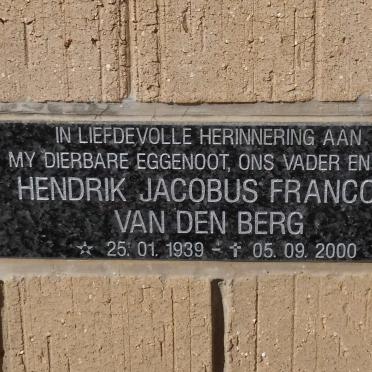 IN LIEFDEVOLLE HERINNERING AAN
MY DIERBARE EGGENOOT, ONS VADER EN
HENDRIK JACOBUS FRANCO
VAN DEN BERG
☆ 25. 01. 1939 - ✝ 05. 09. 2000